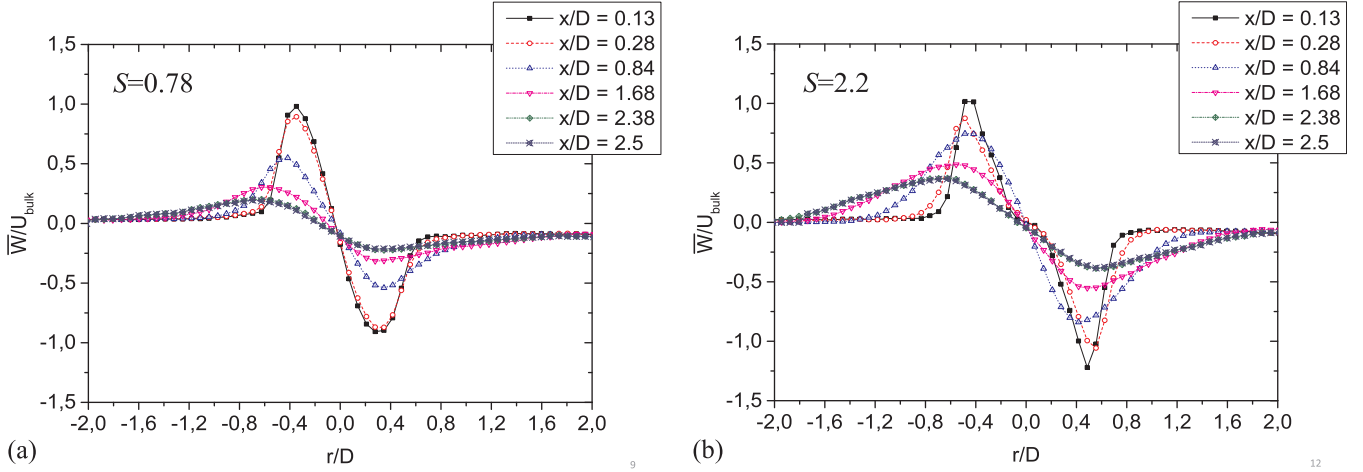 x/D = 0.13
x/D = 0.28
x/D = 0.84
x/D = 1.68
x/D = 2.38
x/D = 2.5
S=0.78
1,5
1,0
0,5
0,0
-0,5
-1,0
-1,5
W̅/U_bulk
-2,0 -1,6 -1,2 -0,8 -0,4 0,0 0,4 0,8 1,2 1,6 2,0
r/D
(a)
9
x/D = 0.13
x/D = 0.28
x/D = 0.84
x/D = 1.68
x/D = 2.38
x/D = 2.5
S=2.2
1,5
1,0
0,5
0,0
-0,5
-1,0
-1,5
W̅/U_bulk
-2,0 -1,6 -1,2 -0,8 -0,4 0,0 0,4 0,8 1,2 1,6 2,0
r/D
(b)
12